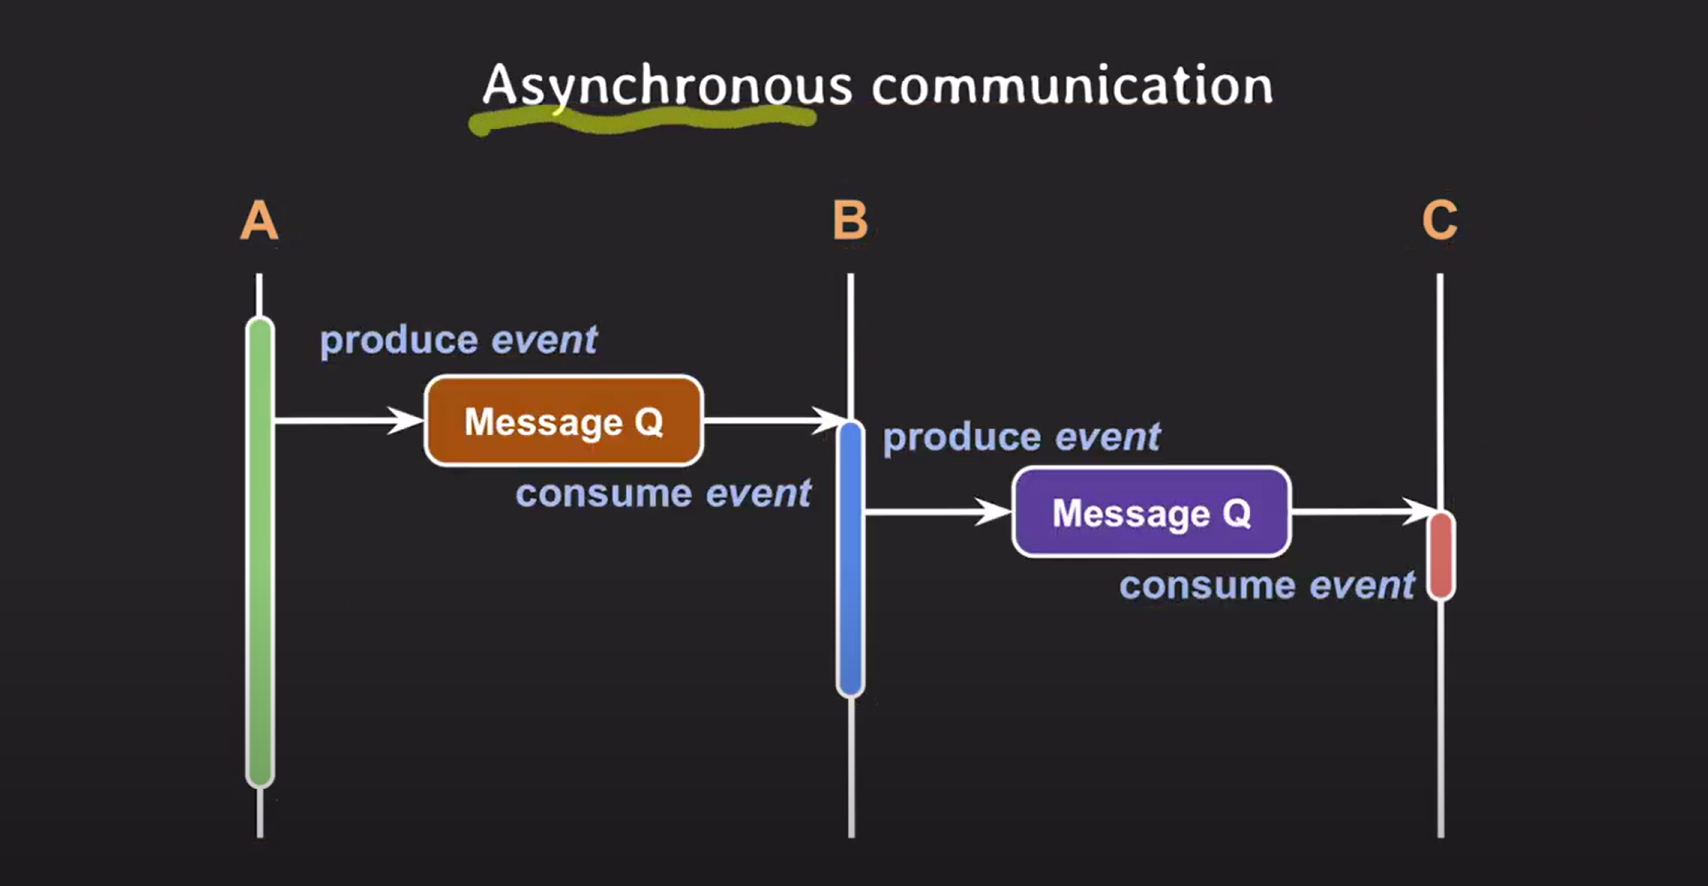 Asynchronous communication
A
B
C
produce event
Message Q
consume event
produce event
Message Q
consume event